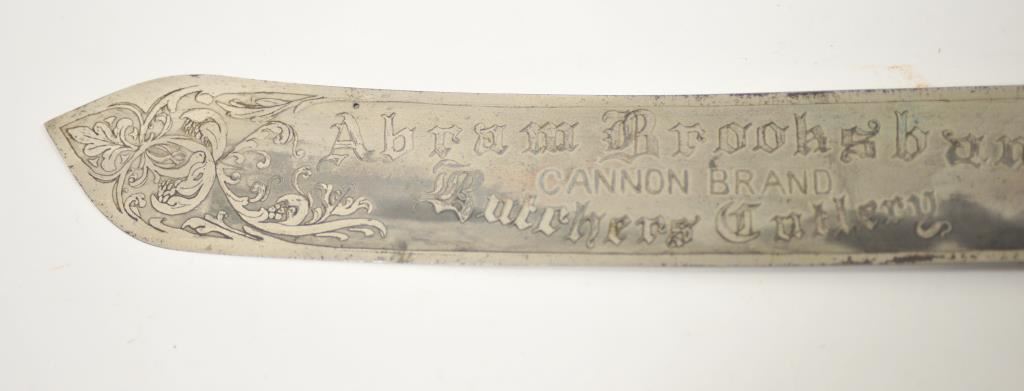 Abram Brooksban
CANNON BRAND
Butchers Cutlery